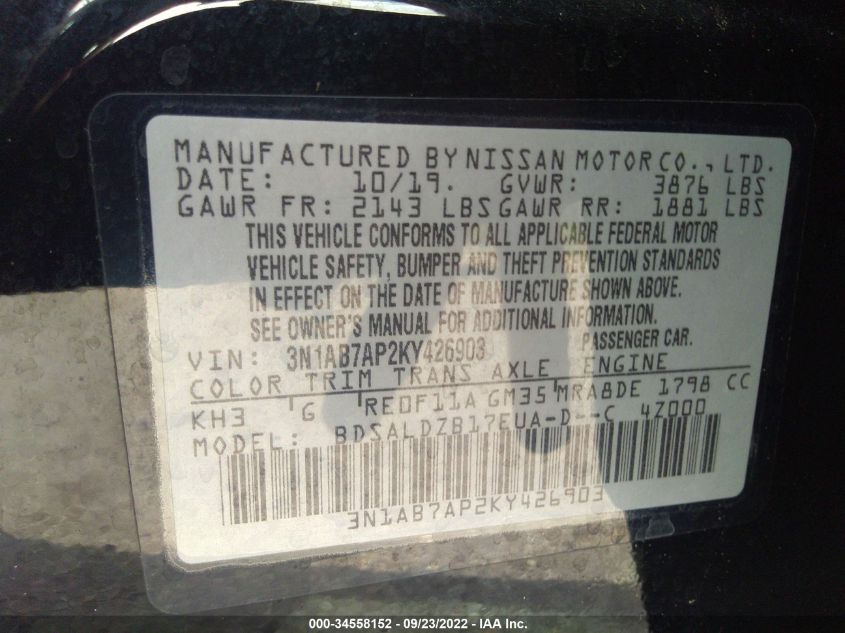 MANUFACTURED BY NISSAN MOTOR CO., LTD.
DATE: 10/19. GVWR: 3876 LBS
GAWR FR: 2143 LBS GAWR RR: 1881 LBS
THIS VEHICLE CONFORMS TO ALL APPLICABLE FEDERAL MOTOR
VEHICLE SAFETY, BUMPER AND THEFT PREVENTION STANDARDS
IN EFFECT ON THE DATE OF MANUFACTURE SHOWN ABOVE.
SEE OWNER'S MANUAL FOR ADDITIONAL INFORMATION.
PASSENGER CAR.
VIN: 3N1AB7AP2KY426903
COLOR TRIM TRANS AXLE ENGINE
KH3 G RE0F11A GM35 MRA8DE 1798 CC
MODEL: BDSALDZB17EUA-D--C 4Z000
3N1AB7AP2KY426903
000-34558152 - 09/23/2022 - IAA Inc.